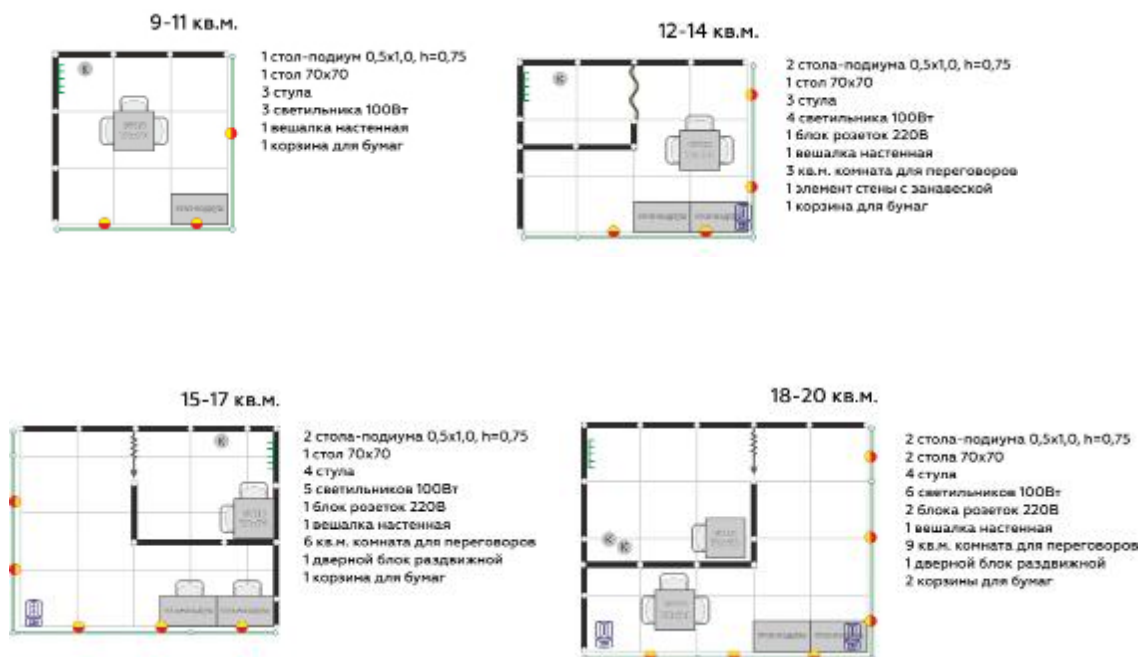 9-11 кв.м.
1 стол-подиум 0,5х1,0, h=0,75
1 стол 70х70
3 стула
3 светильника 100Вт
1 вешалка настенная
1 корзина для бумаг
12-14 кв.м.
2 стола-подиума 0,5х1,0, h=0,75
1 стол 70х70
3 стула
4 светильника 100Вт
1 блок розеток 220В
1 вешалка настенная
3 кв.м. комната для переговоров
1 элемент стены с занавеской
1 корзина для бумаг
15-17 кв.м.
2 стола-подиума 0,5х1,0, h=0,75
1 стол 70х70
4 стула
5 светильников 100Вт
1 блок розеток 220В
1 вешалка настенная
6 кв.м. комната для переговоров
1 дверной блок раздвижной
1 корзина для бумаг
18-20 кв.м.
2 стола-подиума 0,5х1,0, h=0,75
2 стола 70х70
4 стула
6 светильников 100Вт
2 блока розеток 220В
1 вешалка настенная
9 кв.м. комната для переговоров
1 дверной блок раздвижной
2 корзины для бумаг